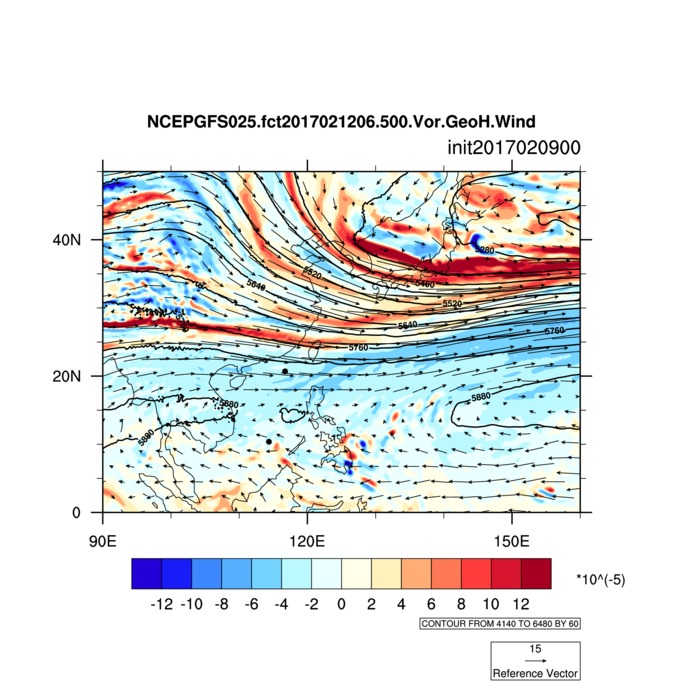 NCEPGFS025.fct2017021206.500.Vor.GeoH.Wind
init2017020900
40N
20N
0
90E 120E 150E
5280
5400
5520
5520
5640
5640
5760
5760
5880
5880
5880
-12 -10 -8 -6 -4 -2 0 2 4 6 8 10 12
*10^(-5)
CONTOUR FROM 4140 TO 6480 BY 60
15
Reference Vector